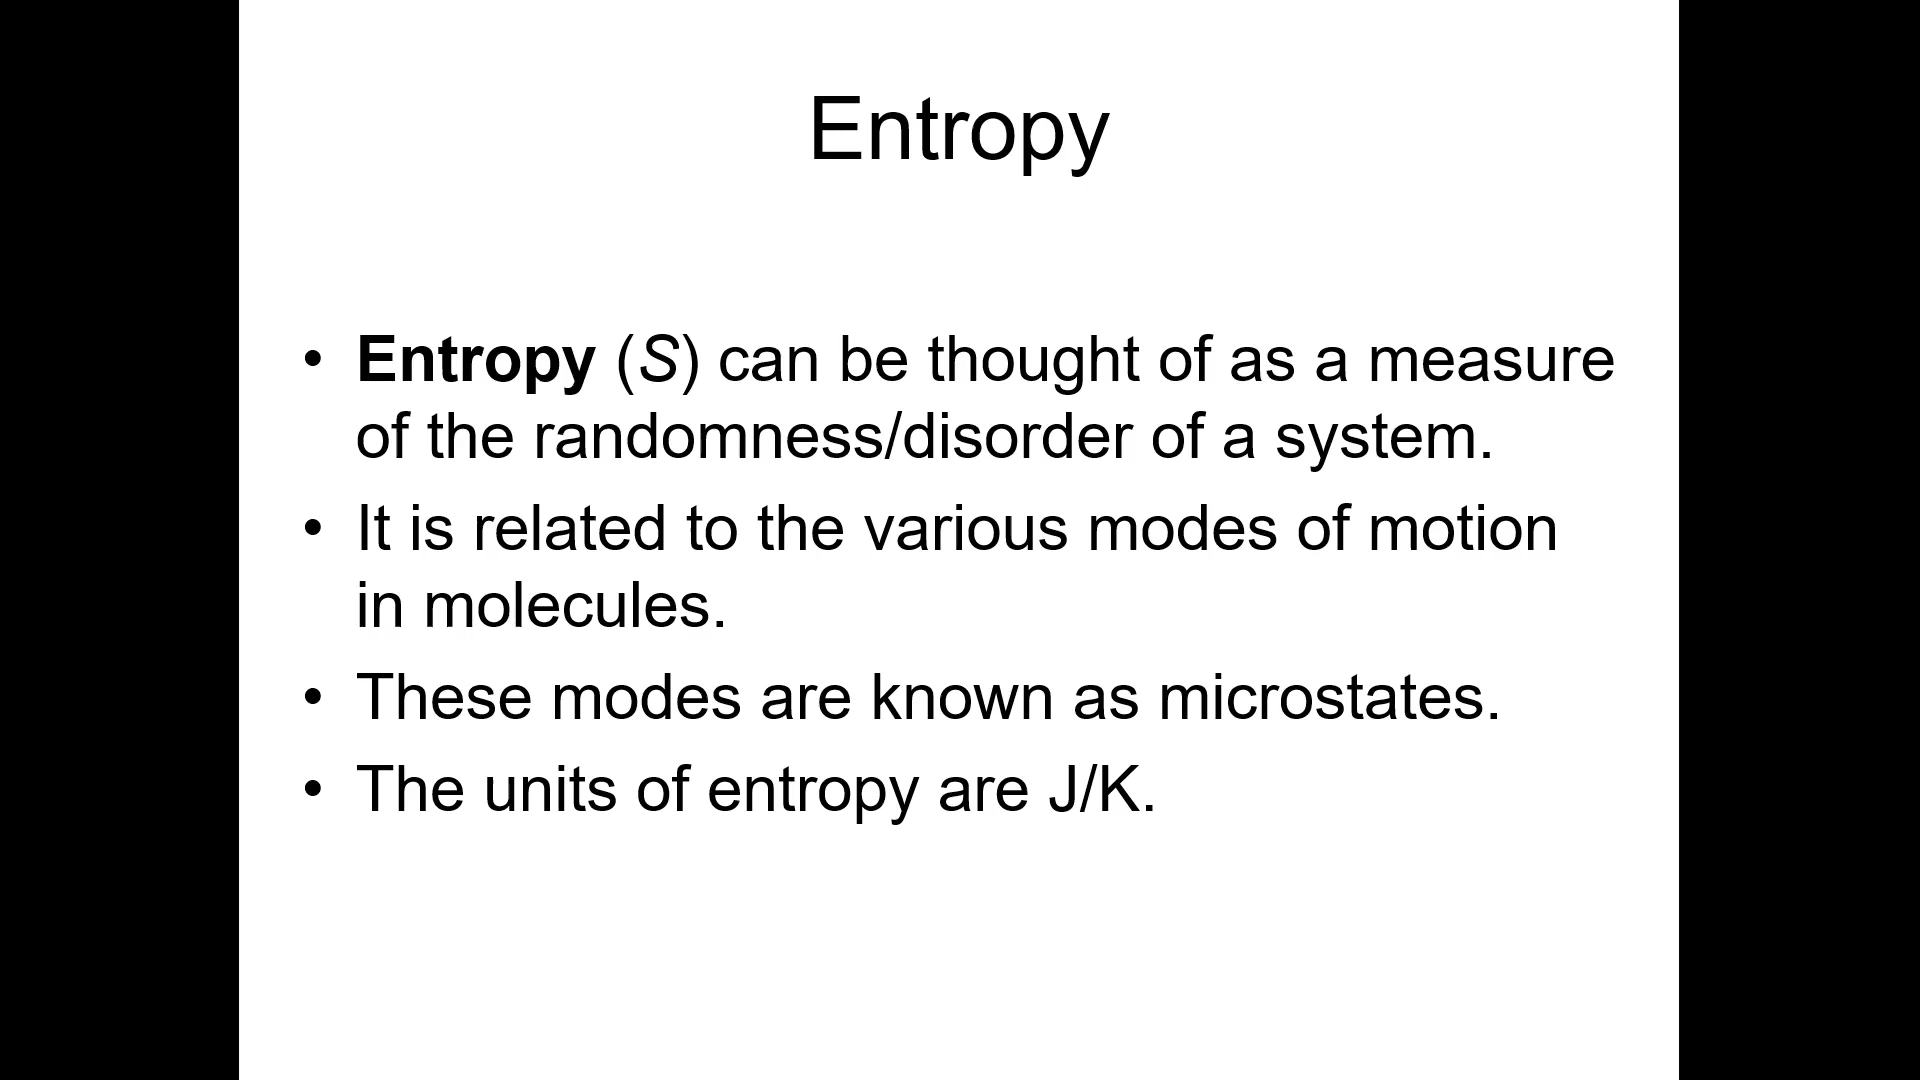 Entropy
• Entropy (S) can be thought of as a measure
of the randomness/disorder of a system.
• It is related to the various modes of motion
in molecules.
• These modes are known as microstates.
• The units of entropy are J/K.